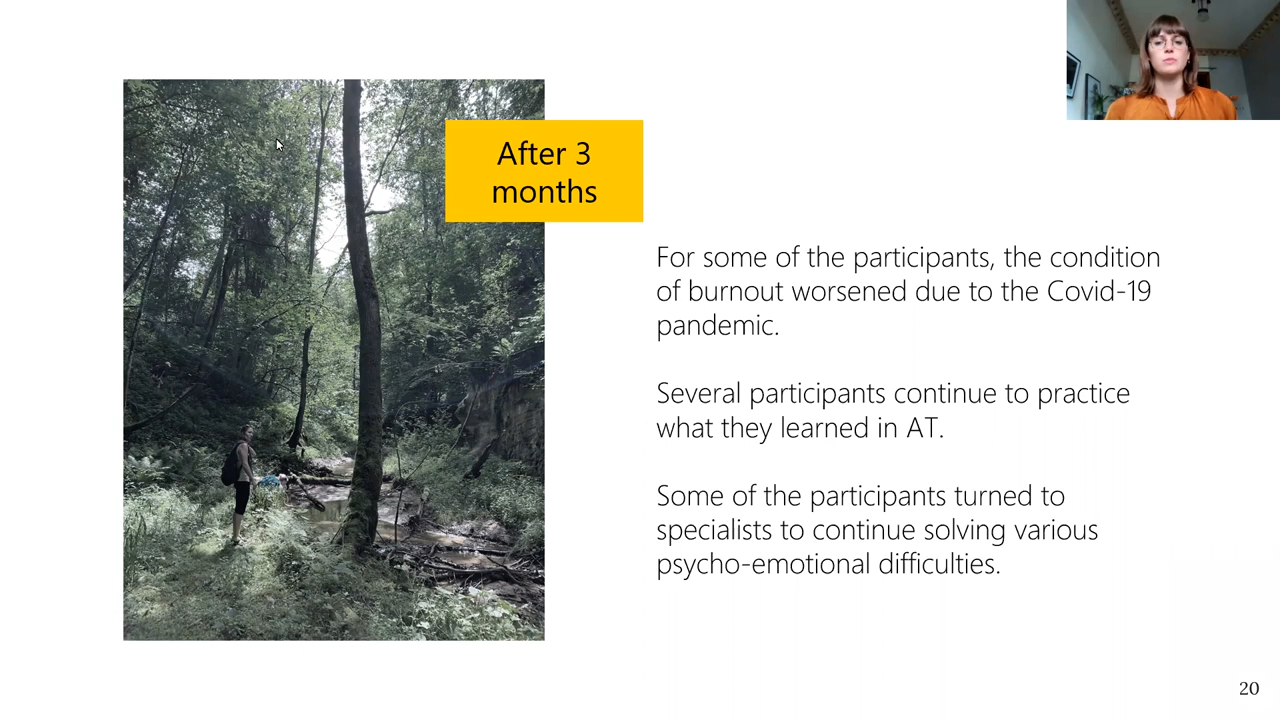 After 3
months
For some of the participants, the condition
of burnout worsened due to the Covid-19
pandemic.
Several participants continue to practice
what they learned in AT.
Some of the participants turned to
specialists to continue solving various
psycho-emotional difficulties.
20